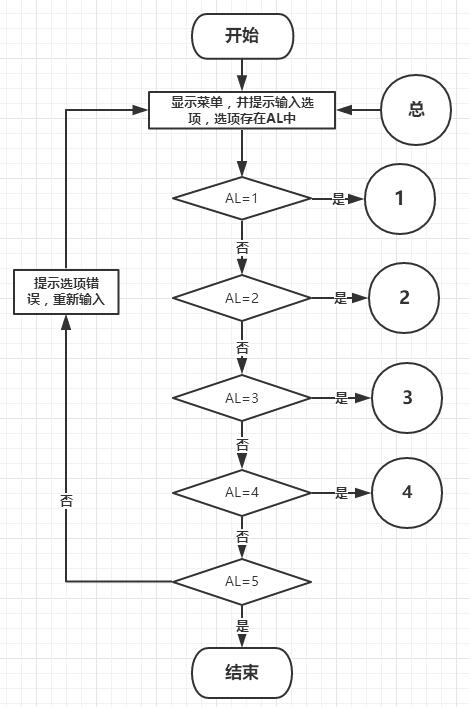 开始
显示菜单，并提示输入选
项，选项存在AL中
总
AL=1
是
1
否
提示选项错
误，重新输入
AL=2
是
2
否
AL=3
是
3
否
AL=4
是
4
否
否
AL=5
是
结束